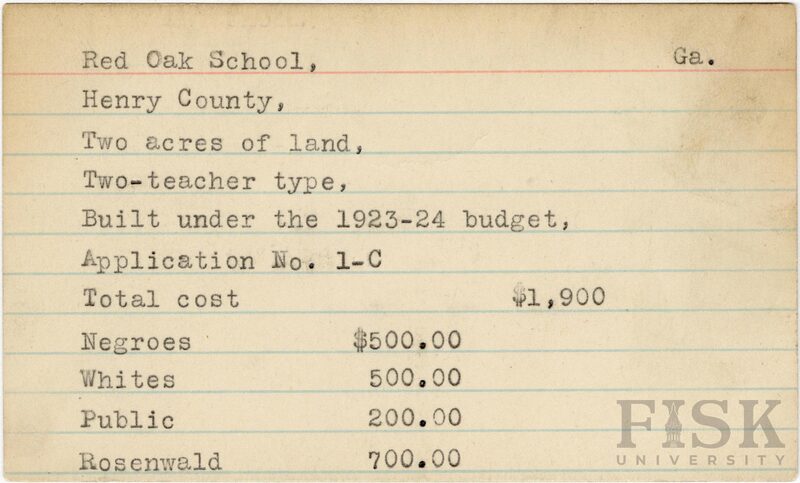 Red Oak School, Ga.
Henry County,
Two acres of land,
Two-teacher type,
Built under the 1923-24 budget,
Application No. 1-C
Total cost $1,900
Negroes $500.00
Whites 500.00
Public 200.00
Rosenwald 700.00
FISK
UNIVERSITY